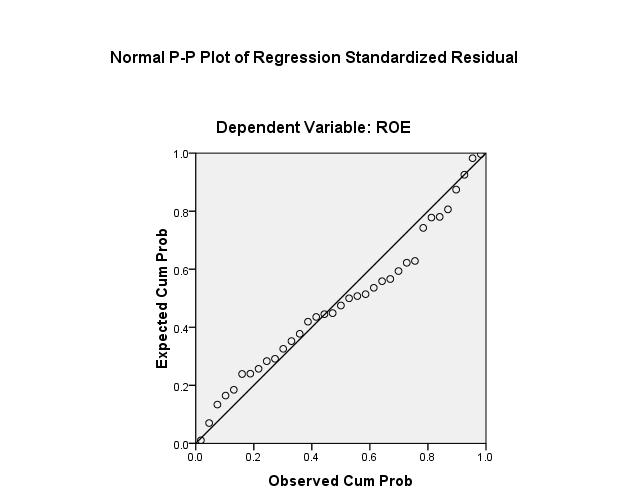 Normal P-P Plot of Regression Standardized Residual
Dependent Variable: ROE
Expected Cum Prob
1.0
0.8
0.6
0.4
0.2
0.0
0.0 0.2 0.4 0.6 0.8 1.0
Observed Cum Prob